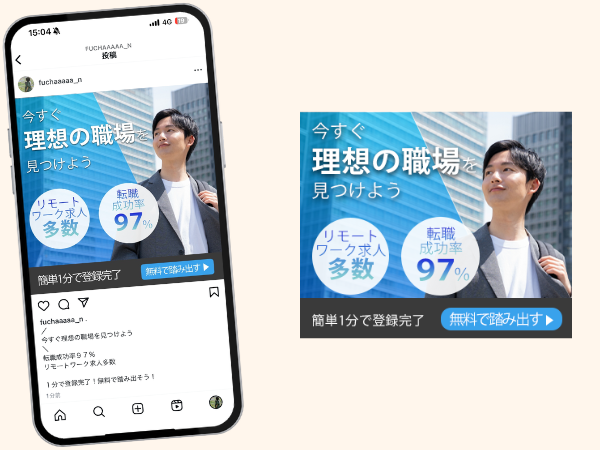 15:04
4G
19
FUCHAAAAA_N
投稿
fuchaaaaa_n
今すぐ
理想の職場を
見つけよう
リモート
ワーク求人
多数
転職
成功率
97%
簡単1分で登録完了
無料で踏み出す▶
fuchaaaaa_n .
／
今すぐ理想の職場を見つけよう
＼
転職成功率９７％
リモートワーク求人多数
１分で登録完了！無料で踏み出そう！
1分前
今すぐ
理想の職場を
見つけよう
リモート
ワーク求人
多数
転職
成功率
97%
簡単1分で登録完了
無料で踏み出す▶